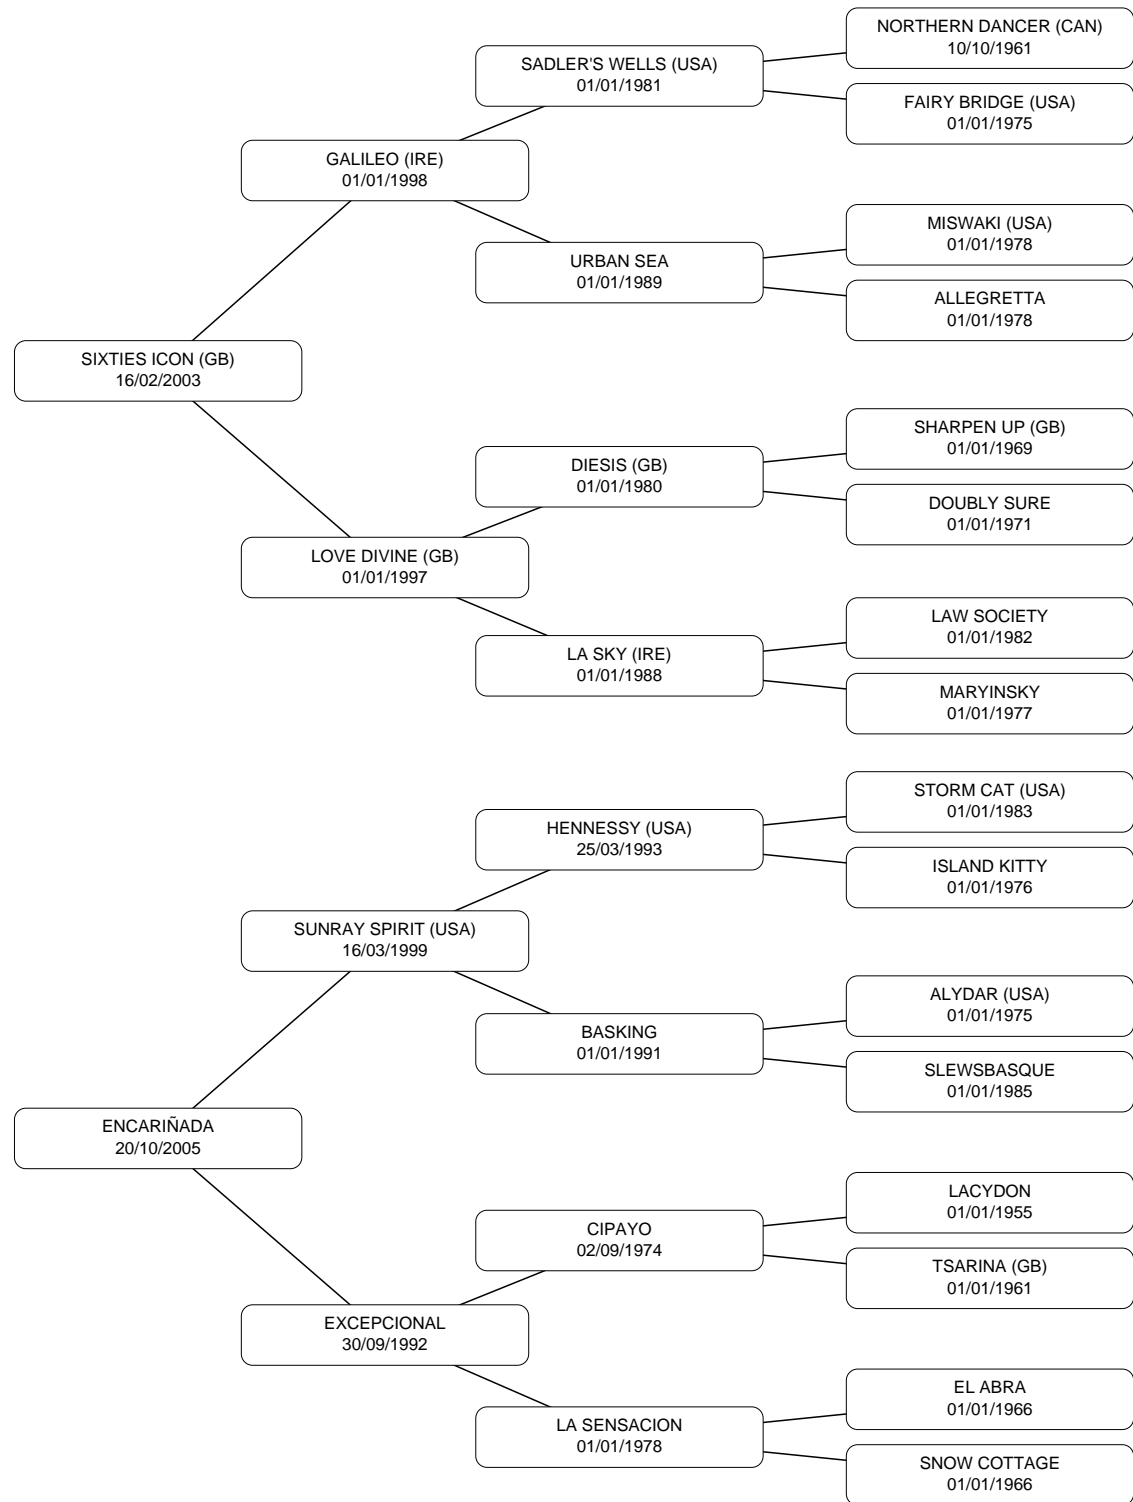 NORTHERN DANCER (CAN)
10/10/1961
SADLER'S WELLS (USA)
01/01/1981
FAIRY BRIDGE (USA)
01/01/1975
GALILEO (IRE)
01/01/1998
MISWAKI (USA)
01/01/1978
URBAN SEA
01/01/1989
ALLEGRETTA
01/01/1978
SIXTIES ICON (GB)
16/02/2003
SHARPEN UP (GB)
01/01/1969
DIESIS (GB)
01/01/1980
DOUBLY SURE
01/01/1971
LOVE DIVINE (GB)
01/01/1997
LAW SOCIETY
01/01/1982
LA SKY (IRE)
01/01/1988
MARYINSKY
01/01/1977
STORM CAT (USA)
01/01/1983
HENNESSY (USA)
25/03/1993
ISLAND KITTY
01/01/1976
SUNRAY SPIRIT (USA)
16/03/1999
ALYDAR (USA)
01/01/1975
BASKING
01/01/1991
SLEWSBASQUE
01/01/1985
ENCARIÑADA
20/10/2005
LACYDON
01/01/1955
CIPAYO
02/09/1974
TSARINA (GB)
01/01/1961
EXCEPCIONAL
30/09/1992
EL ABRA
01/01/1966
LA SENSACION
01/01/1978
SNOW COTTAGE
01/01/1966